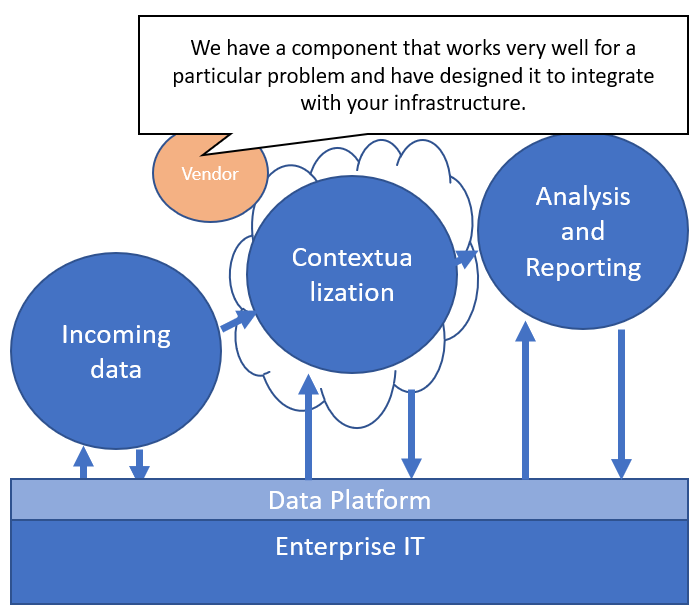 We have a component that works very well for a
particular problem and have designed it to integrate
with your infrastructure.
Vendor
Analysis
and
Reporting
Contextua
lization
Incoming
data
Data Platform
Enterprise IT